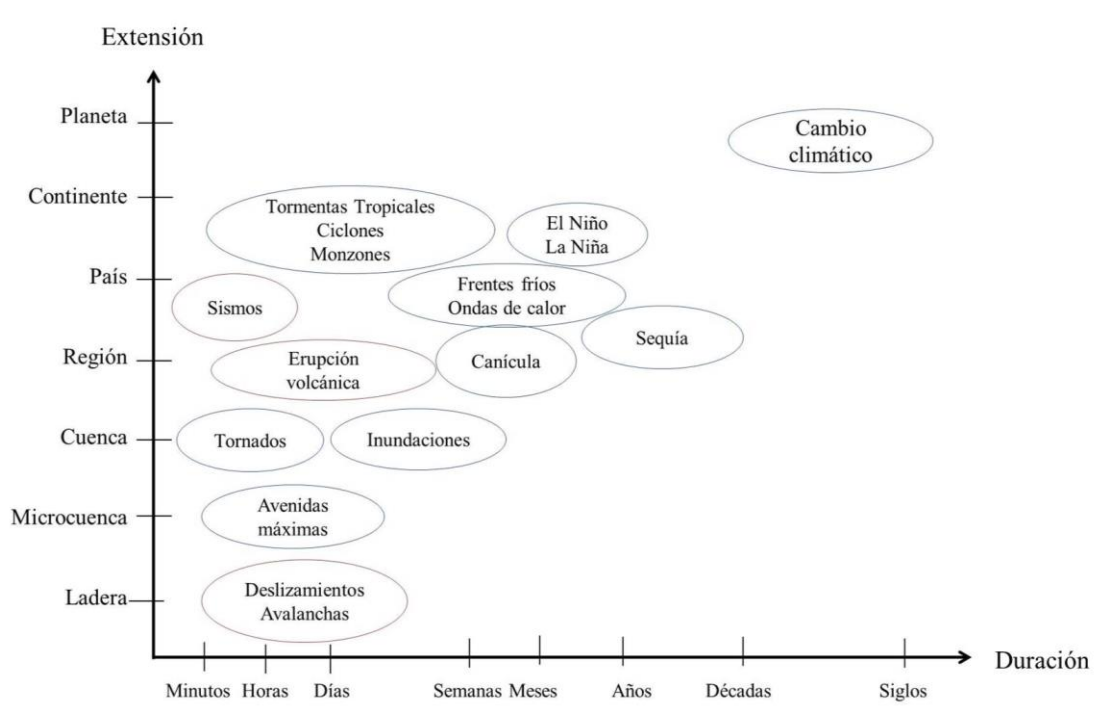 Extensión
Planeta
Cambio
climático
Continente
Tormentas Tropicales
Ciclones
Monzones
El Niño
La Niña
País
Frentes fríos
Ondas de calor
Sismos
Sequía
Región
Erupción
volcánica
Canícula
Cuenca
Tornados
Inundaciones
Microcuenca
Avenidas
máximas
Ladera
Deslizamientos
Avalanchas
Duración
Minutos Horas Días Semanas Meses Años Décadas Siglos